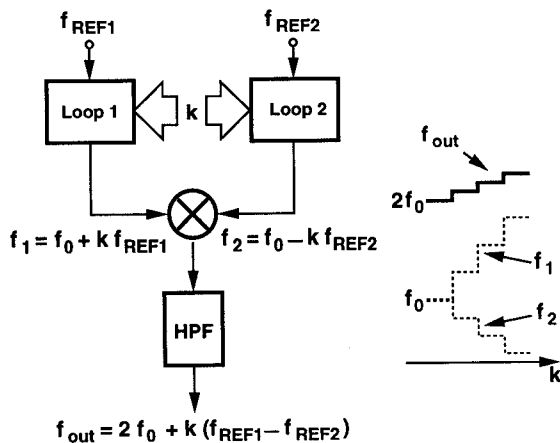 f_REF1
f_REF2
Loop 1
k
Loop 2
f_1 = f_0 + k f_REF1
f_2 = f_0 – k f_REF2
HPF
f_out = 2 f_0 + k (f_REF1 – f_REF2)
f_out
2f_0
f_1
f_0
f_2
k